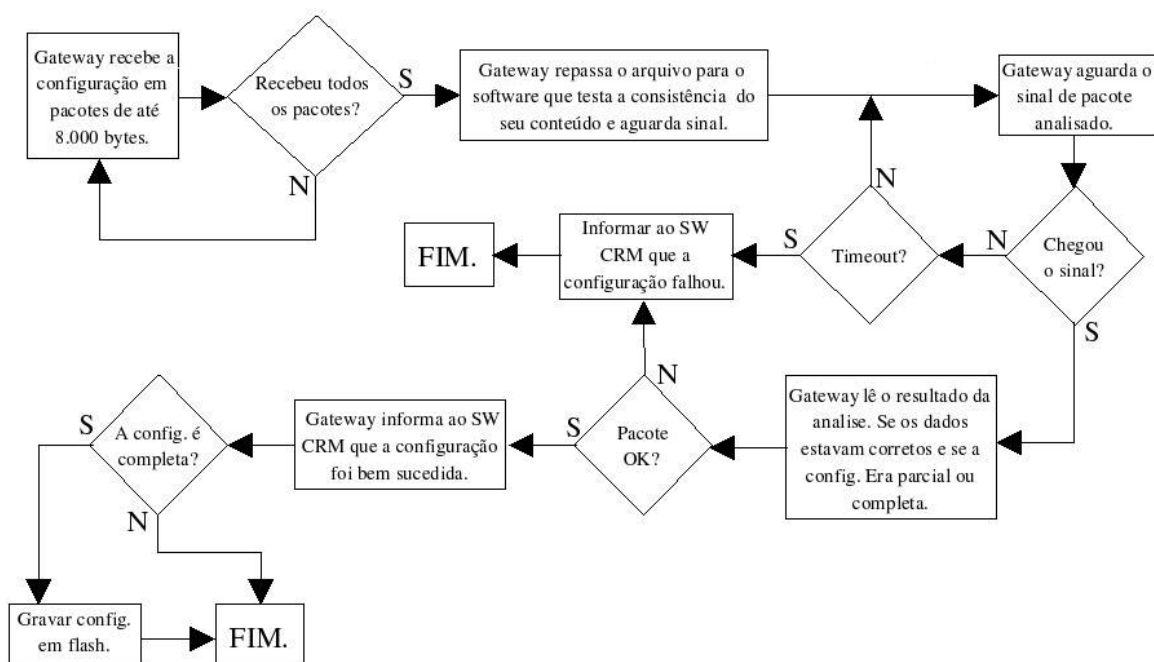 Gateway recebe a
configuração em
pacotes de até
8.000 bytes.
Recebeu todos
os pacotes?
S
N
Gateway repassa o arquivo para o
software que testa a consistência do
seu conteúdo e aguarda sinal.
Gateway aguarda o
sinal de pacote
analisado.
Chegou
o sinal?
N
S
Timeout?
N
S
Informar ao SW
CRM que a
configuração falhou.
FIM.
Gateway lê o resultado da
analise. Se os dados
estavam corretos e se a
config. Era parcial ou
completa.
Pacote
OK?
N
S
Gateway informa ao SW
CRM que a configuração
foi bem sucedida.
A config. é
completa?
S
N
Gravar config.
em flash.
FIM.